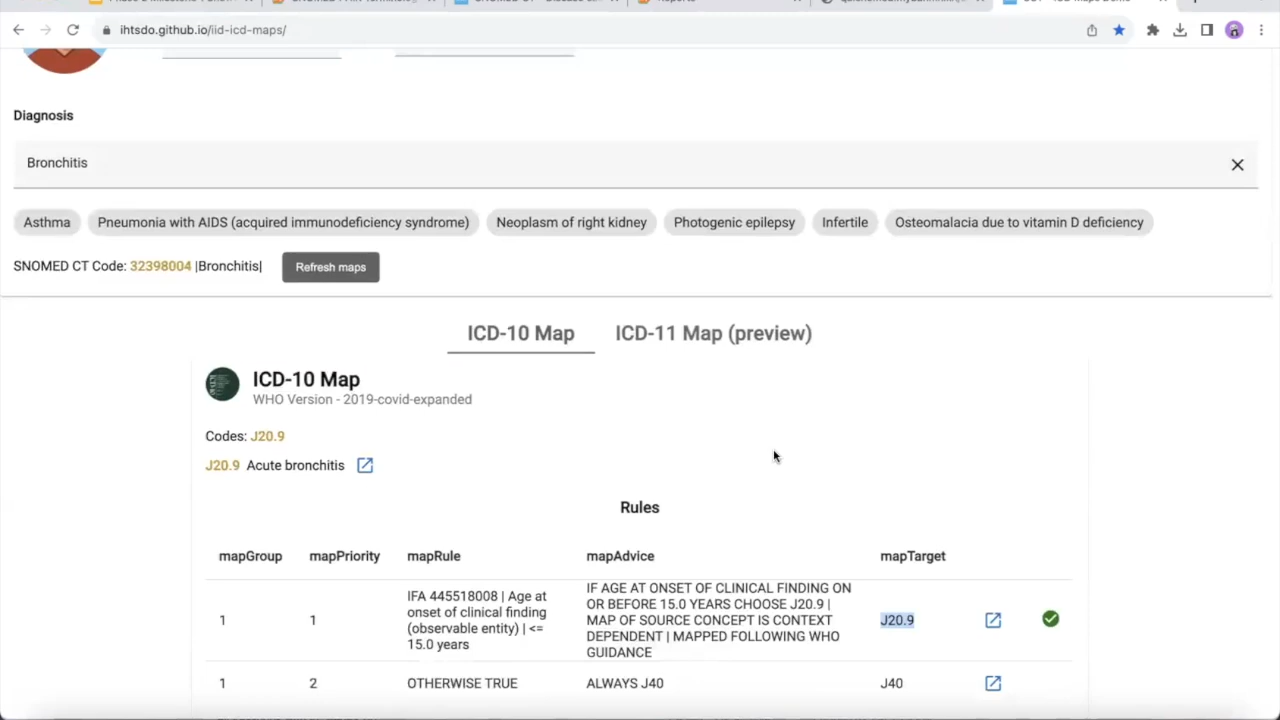 ihtsdo.github.io/iid-icd-maps/
Diagnosis
Bronchitis
Asthma
Pneumonia with AIDS (acquired immunodeficiency syndrome)
Neoplasm of right kidney
Photogenic epilepsy
Infertile
Osteomalacia due to vitamin D deficiency
SNOMED CT Code: 32398004 |Bronchitis|
Refresh maps
ICD-10 Map
ICD-11 Map (preview)
ICD-10 Map
WHO Version - 2019-covid-expanded
Codes: J20.9
J20.9 Acute bronchitis
Rules
mapGroup
mapPriority
mapRule
mapAdvice
mapTarget
1
1
IFA 445518008 | Age at
onset of clinical finding
(observable entity) | <=
15.0 years
IF AGE AT ONSET OF CLINICAL FINDING ON
OR BEFORE 15.0 YEARS CHOOSE J20.9 |
MAP OF SOURCE CONCEPT IS CONTEXT
DEPENDENT | MAPPED FOLLOWING WHO
GUIDANCE
J20.9
1
2
OTHERWISE TRUE
ALWAYS J40
J40